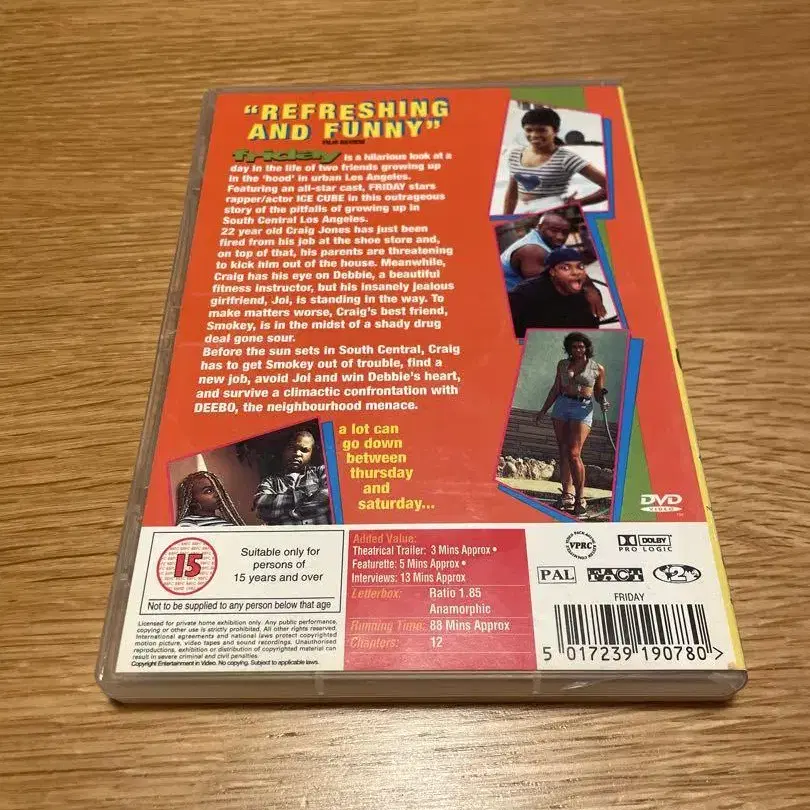 “REFRESHING
AND FUNNY”
FILM REVIEW
friday is a hilarious look at a
day in the life of two friends growing up
in the ‘hood’ in urban Los Angeles.
Featuring an all-star cast, FRIDAY stars
rapper/actor ICE CUBE in this outrageous
story of the pitfalls of growing up in
South Central Los Angeles.
22 year old Craig Jones has just been
fired from his job at the shoe store and,
on top of that, his parents are threatening
to kick him out of the house. Meanwhile,
Craig has his eye on Debbie, a beautiful
fitness instructor, but his insanely jealous
girlfriend, Joi, is standing in the way. To
make matters worse, Craig's best friend,
Smokey, is in the midst of a shady drug
deal gone sour.
Before the sun sets in South Central, Craig
has to get Smokey out of trouble, find a
new job, avoid Joi and win Debbie's heart,
and survive a climactic confrontation with
DEEBO, the neighbourhood menace.
a lot can
go down
between
thursday
and
saturday...
DVD
VIDEO
15
Suitable only for
persons of
15 years and over
Not to be supplied to any person below that age
Licensed for private home exhibition only. Any public performance,
copying or other use is strictly prohibited. All other rights reserved.
International agreements and national laws protect copyrighted
motion picture, video tapes and sound recordings. Unauthorised
reproductions, exhibition or distribution of copyrighted material can
result in severe criminal and civil penalties.
Copyright Entertainment in Video. No copying. Subject to applicable laws.
Added Value:
Theatrical Trailer: 3 Mins Approx •
Featurette: 5 Mins Approx •
Interviews: 13 Mins Approx
Letterbox: Ratio 1.85
Anamorphic
Running Time: 88 Mins Approx
Chapters: 12
VPRC
DOLBY
PRO LOGIC
PAL FACT 2
FRIDAY
5 017239 190780 >